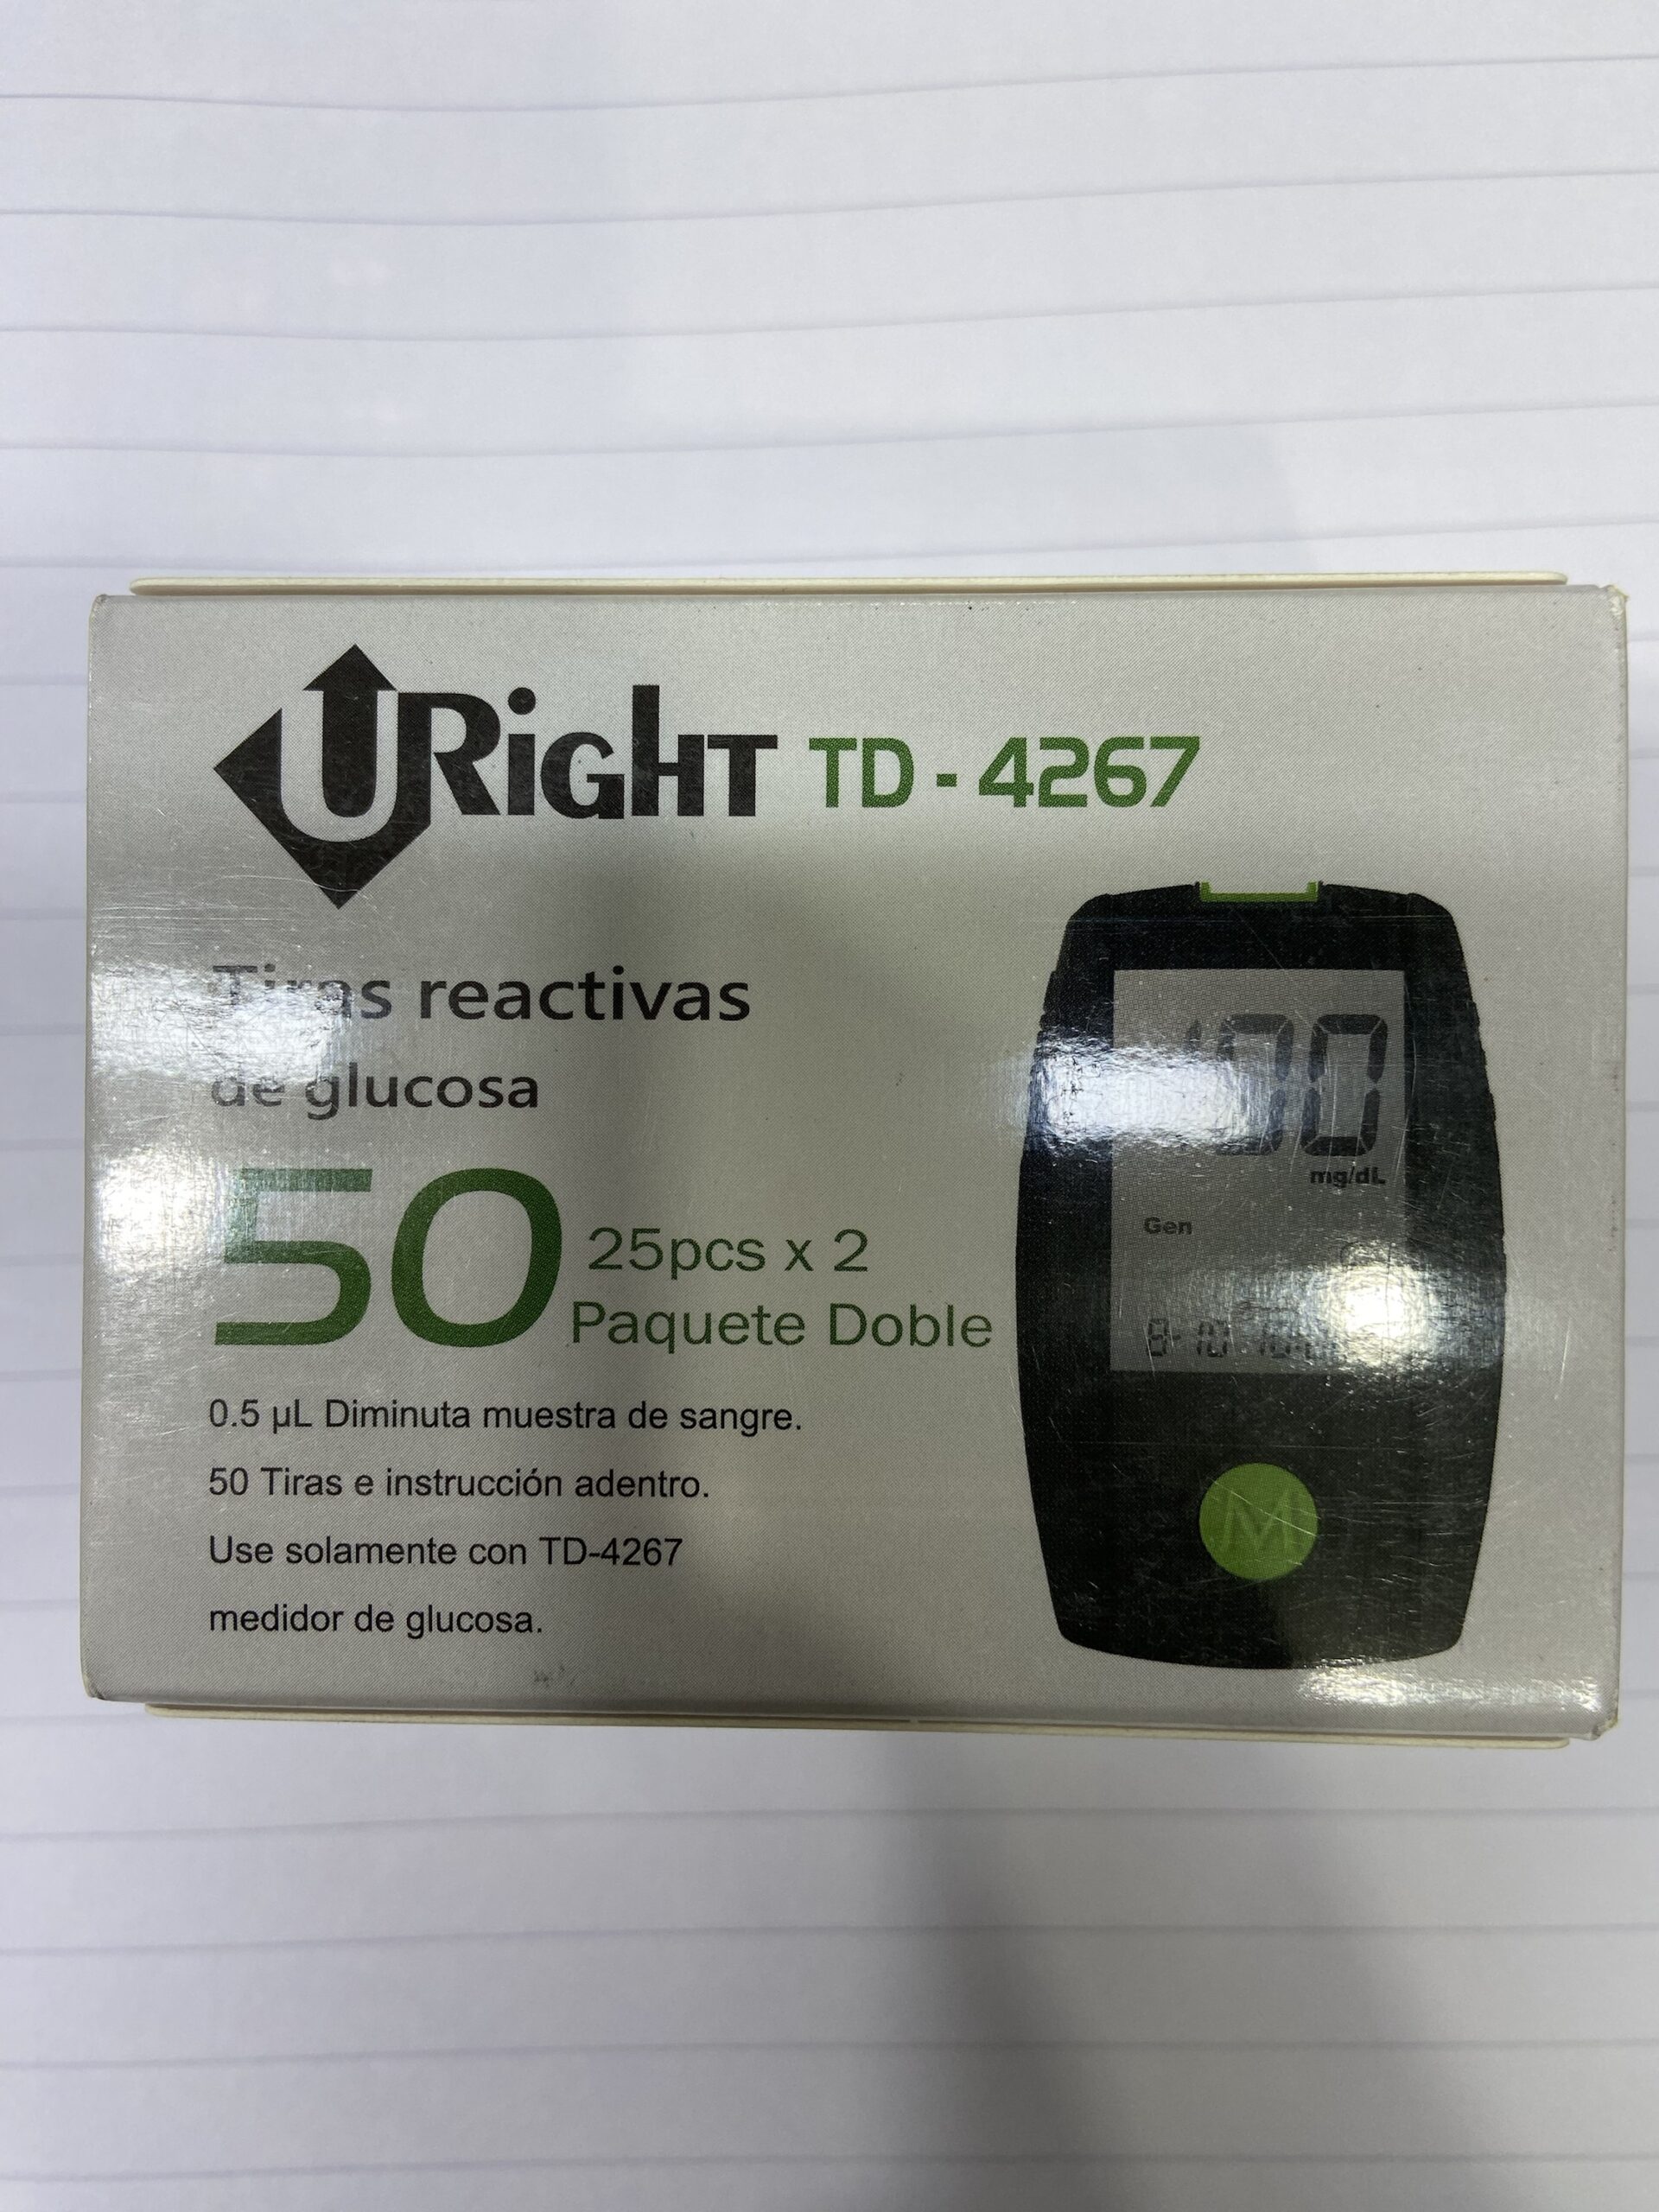 URight TD - 4267
Tiras reactivas
de glucosa
50 25pcs x 2
Paquete Doble
0.5 µL Diminuta muestra de sangre.
50 Tiras e instrucción adentro.
Use solamente con TD-4267
medidor de glucosa.
100
mg/dL
Gen
M